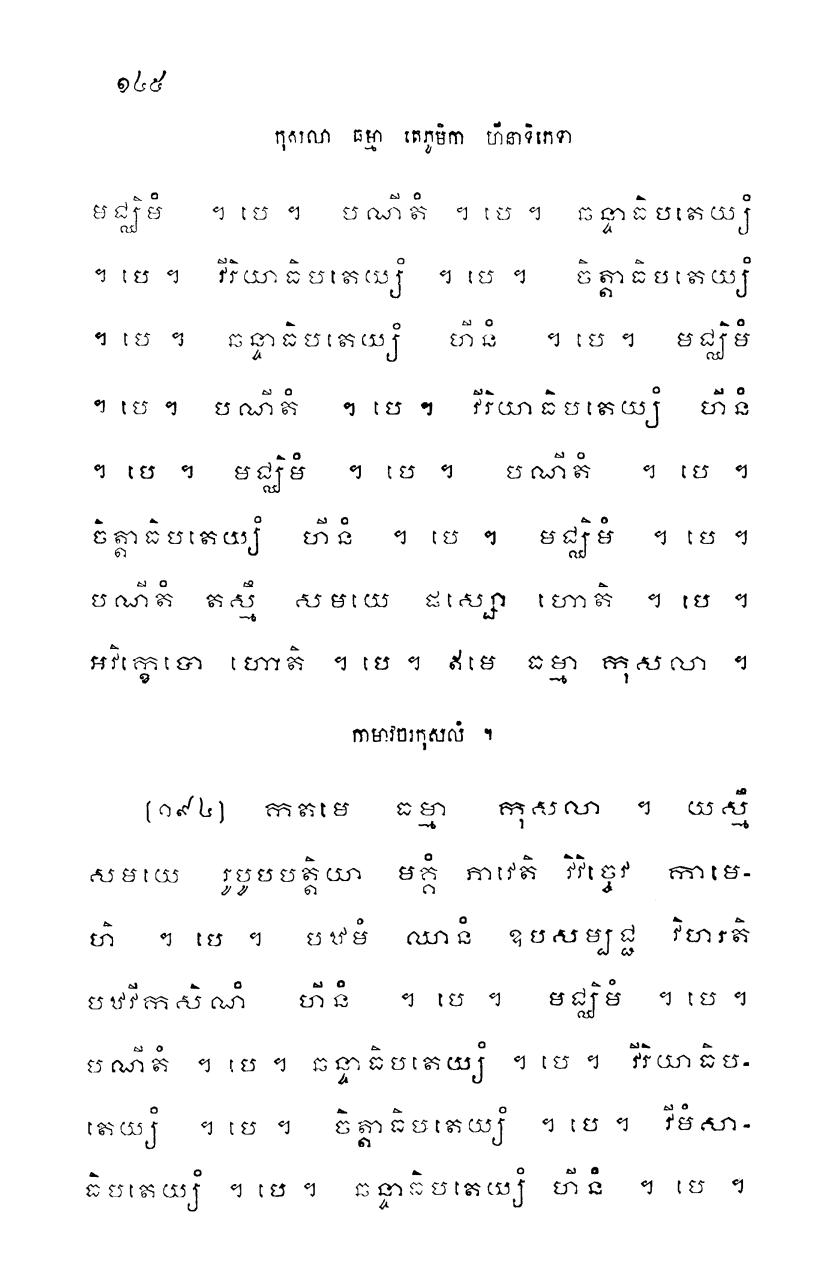 ១៤៥
កុសលា ធម្មា តេភូមិកា ហីនាទិភេទា
មជ្ឈិមំ ។ បេ ។ បណីតំ ។ បេ ។ ឆន្ទាធិបតេយ្យំ
។ បេ ។ វីរិយាធិបតេយ្យំ ។ បេ ។ ចិត្តាធិបតេយ្យំ
។ បេ ។ ឆន្ទាធិបតេយ្យំ ហីនំ ។ បេ ។ មជ្ឈិមំ
។ បេ ។ បណីតំ ។ បេ ។ វីរិយាធិបតេយ្យំ ហីនំ
។ បេ ។ មជ្ឈិមំ ។ បេ ។ បណីតំ ។ បេ ។
ចិត្តាធិបតេយ្យំ ហីនំ ។ បេ ។ មជ្ឈិមំ ។ បេ ។
បណីតំ តស្មឹ សមយេ ផស្សោ ហោតិ ។ បេ ។
អវិក្ខេបោ ហោតិ ។ បេ ។ ឥមេ ធម្មា កុសលា ។
កាមាវចរកុសលំ ។
[១៩៤] កតមេ ធម្មា កុសលា ។ យស្មឹ
សមយេ រូបូបបត្តិយា មគ្គំ ភាវេតិ វិវិច្ចេវ កាមេ-
ហិ ។ បេ ។ បឋមំ ឈានំ ឧបសម្បជ្ជ វិហរតិ
បឋវីកសិណំ ហីនំ ។ បេ ។ មជ្ឈិមំ ។ បេ ។
បណីតំ ។ បេ ។ ឆន្ទាធិបតេយ្យំ ។ បេ ។ វីរិយាធិប-
តេយ្យំ ។ បេ ។ ចិត្តាធិបតេយ្យំ ។ បេ ។ វីមំសា-
ធិបតេយ្យំ ។ បេ ។ ឆន្ទាធិបតេយ្យំ ហីនំ ។ បេ ។